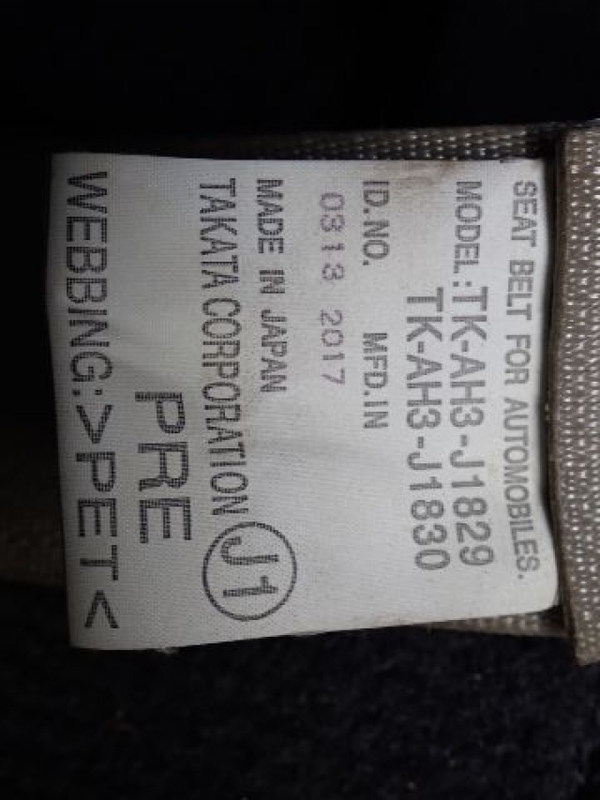 SEAT BELT FOR AUTOMOBILES.
MODEL:TK-AH3-J1829
TK-AH3-J1830
ID.NO. MFD.IN
0313 2017
MADE IN JAPAN
TAKATA CORPORATION J1
PRE
WEBBING:>PET<